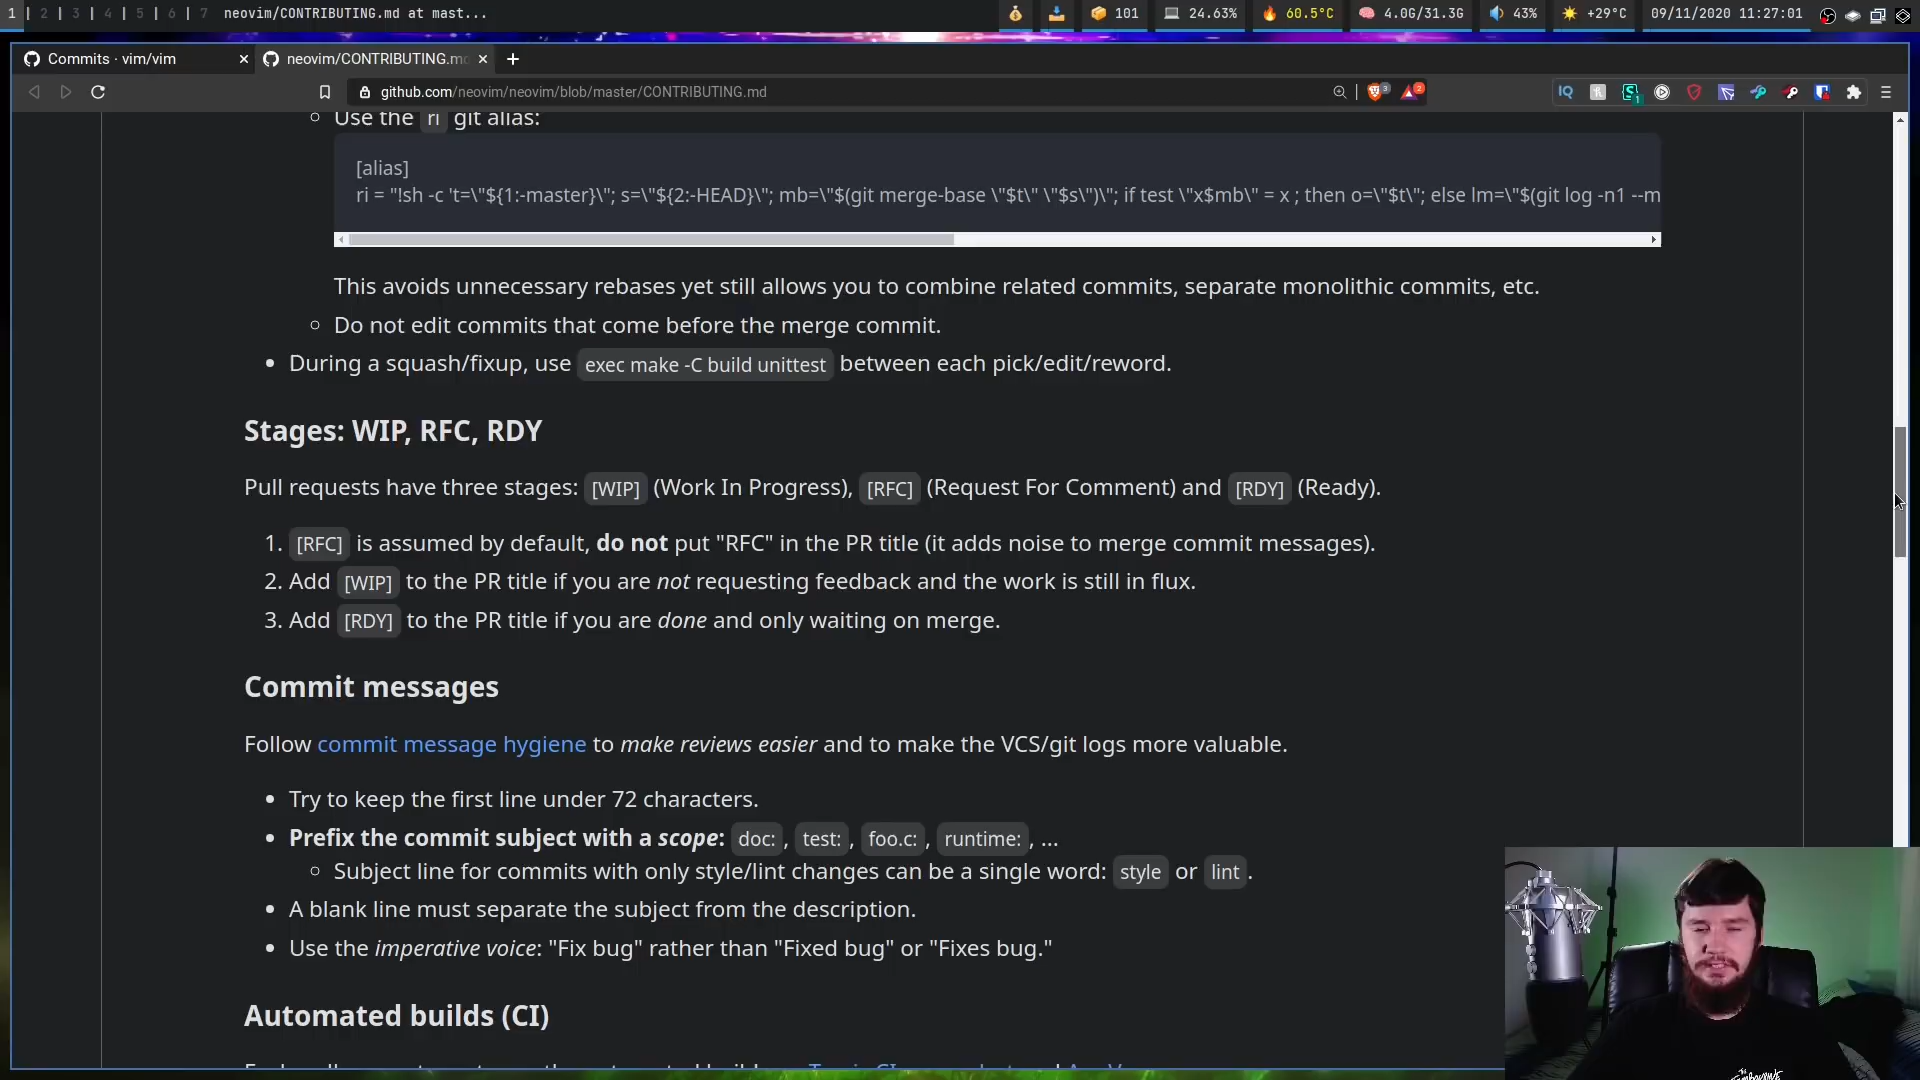 1 | 2 | 3 | 4 | 5 | 6 | 7 neovim/CONTRIBUTING.md at mast... 101 24.63% 60.5°C 4.0G/31.3G 43% +29°C 09/11/2020 11:27:01
Commits · vim/vim neovim/CONTRIBUTING.md
github.com/neovim/neovim/blob/master/CONTRIBUTING.md
Use the ri git alias:
[alias]
ri = "!sh -c 't=\"${1:-master}\"; s=\"${2:-HEAD}\"; mb=\"$(git merge-base \"$t\" \"$s\")\"; if test \"x$mb\" = x ; then o=\"$t\"; else lm=\"$(git log -n1 --m
This avoids unnecessary rebases yet still allows you to combine related commits, separate monolithic commits, etc.
Do not edit commits that come before the merge commit.
During a squash/fixup, use exec make -C build unittest between each pick/edit/reword.
Stages: WIP, RFC, RDY
Pull requests have three stages: [WIP] (Work In Progress), [RFC] (Request For Comment) and [RDY] (Ready).
1. [RFC] is assumed by default, do not put "RFC" in the PR title (it adds noise to merge commit messages).
2. Add [WIP] to the PR title if you are not requesting feedback and the work is still in flux.
3. Add [RDY] to the PR title if you are done and only waiting on merge.
Commit messages
Follow commit message hygiene to make reviews easier and to make the VCS/git logs more valuable.
Try to keep the first line under 72 characters.
Prefix the commit subject with a scope: doc:, test:, foo.c:, runtime:, ...
Subject line for commits with only style/lint changes can be a single word: style or lint.
A blank line must separate the subject from the description.
Use the imperative voice: "Fix bug" rather than "Fixed bug" or "Fixes bug."
Automated builds (CI)